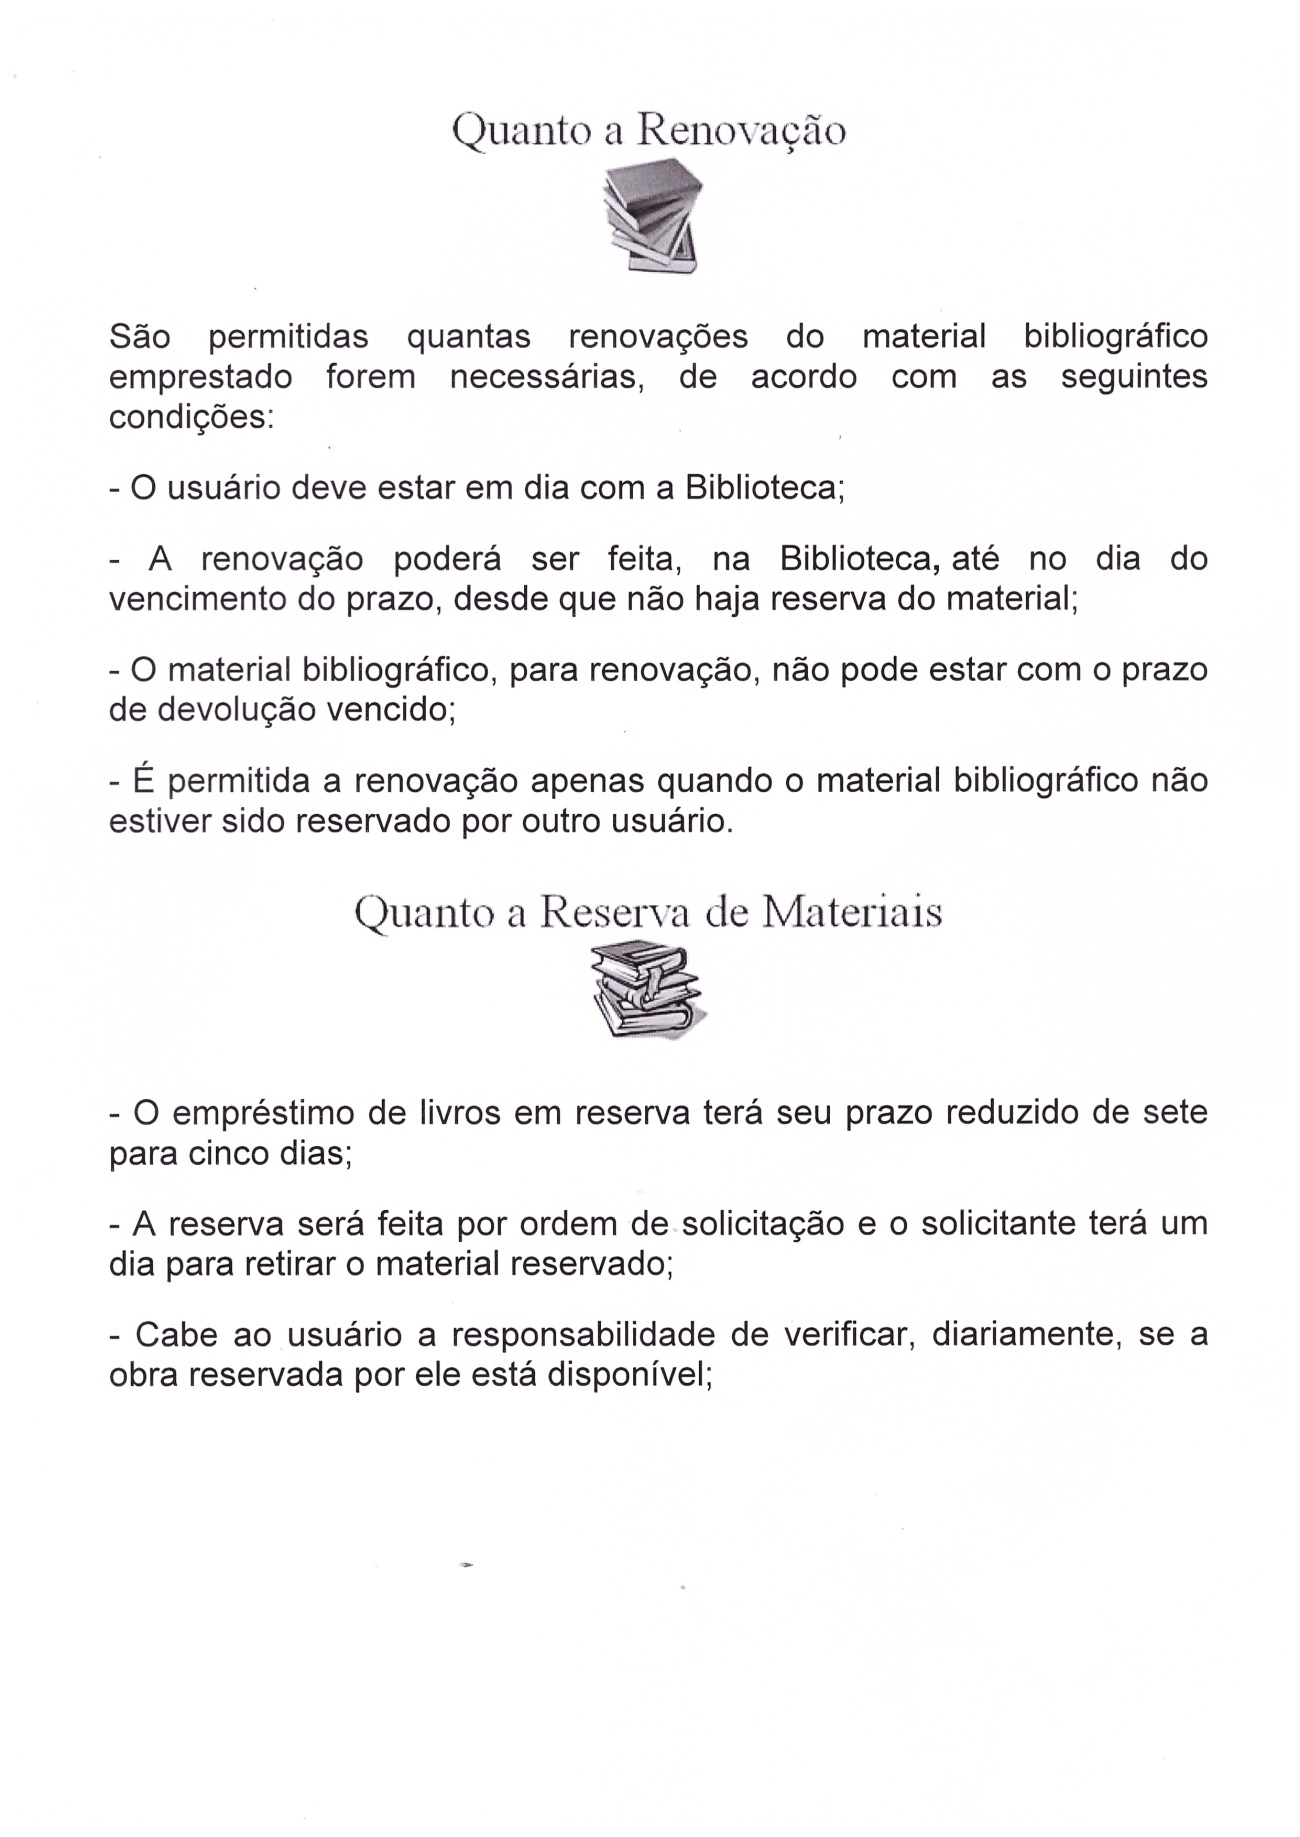 Quanto a Renovação
São permitidas quantas renovações do material bibliográfico
emprestado forem necessárias, de acordo com as seguintes
condições:
- O usuário deve estar em dia com a Biblioteca;
- A renovação poderá ser feita, na Biblioteca, até no dia do
vencimento do prazo, desde que não haja reserva do material;
- O material bibliográfico, para renovação, não pode estar com o prazo
de devolução vencido;
- É permitida a renovação apenas quando o material bibliográfico não
estiver sido reservado por outro usuário.
Quanto a Reserva de Materiais
- O empréstimo de livros em reserva terá seu prazo reduzido de sete
para cinco dias;
- A reserva será feita por ordem de solicitação e o solicitante terá um
dia para retirar o material reservado;
- Cabe ao usuário a responsabilidade de verificar, diariamente, se a
obra reservada por ele está disponível;